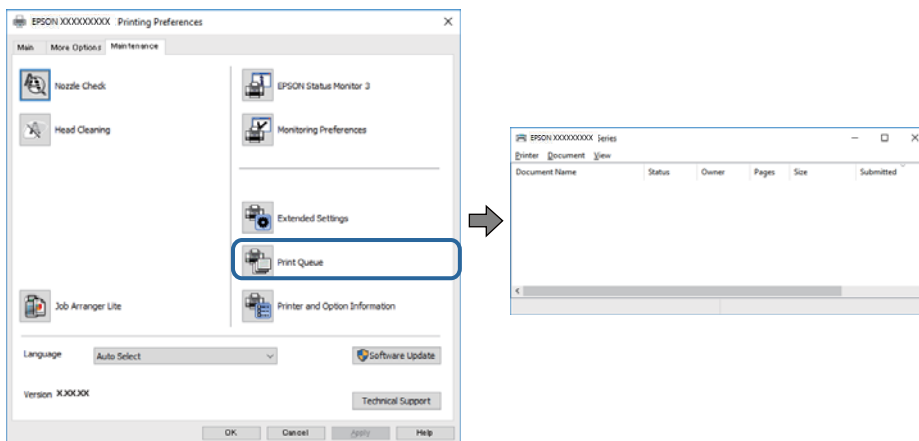 EPSON XXXXXXXXX Printing Preferences
Main More Options Maintenance
Nozzle Check
EPSON Status Monitor 3
Head Cleaning
Monitoring Preferences
Extended Settings
Print Queue
Job Arranger Lite
Printer and Option Information
Language Auto Select
Software Update
Version X.XX.XX
Technical Support
OK Cancel Apply Help
EPSON XXXXXXXXX Series
Printer Document View
Document Name Status Owner Pages Size Submitted